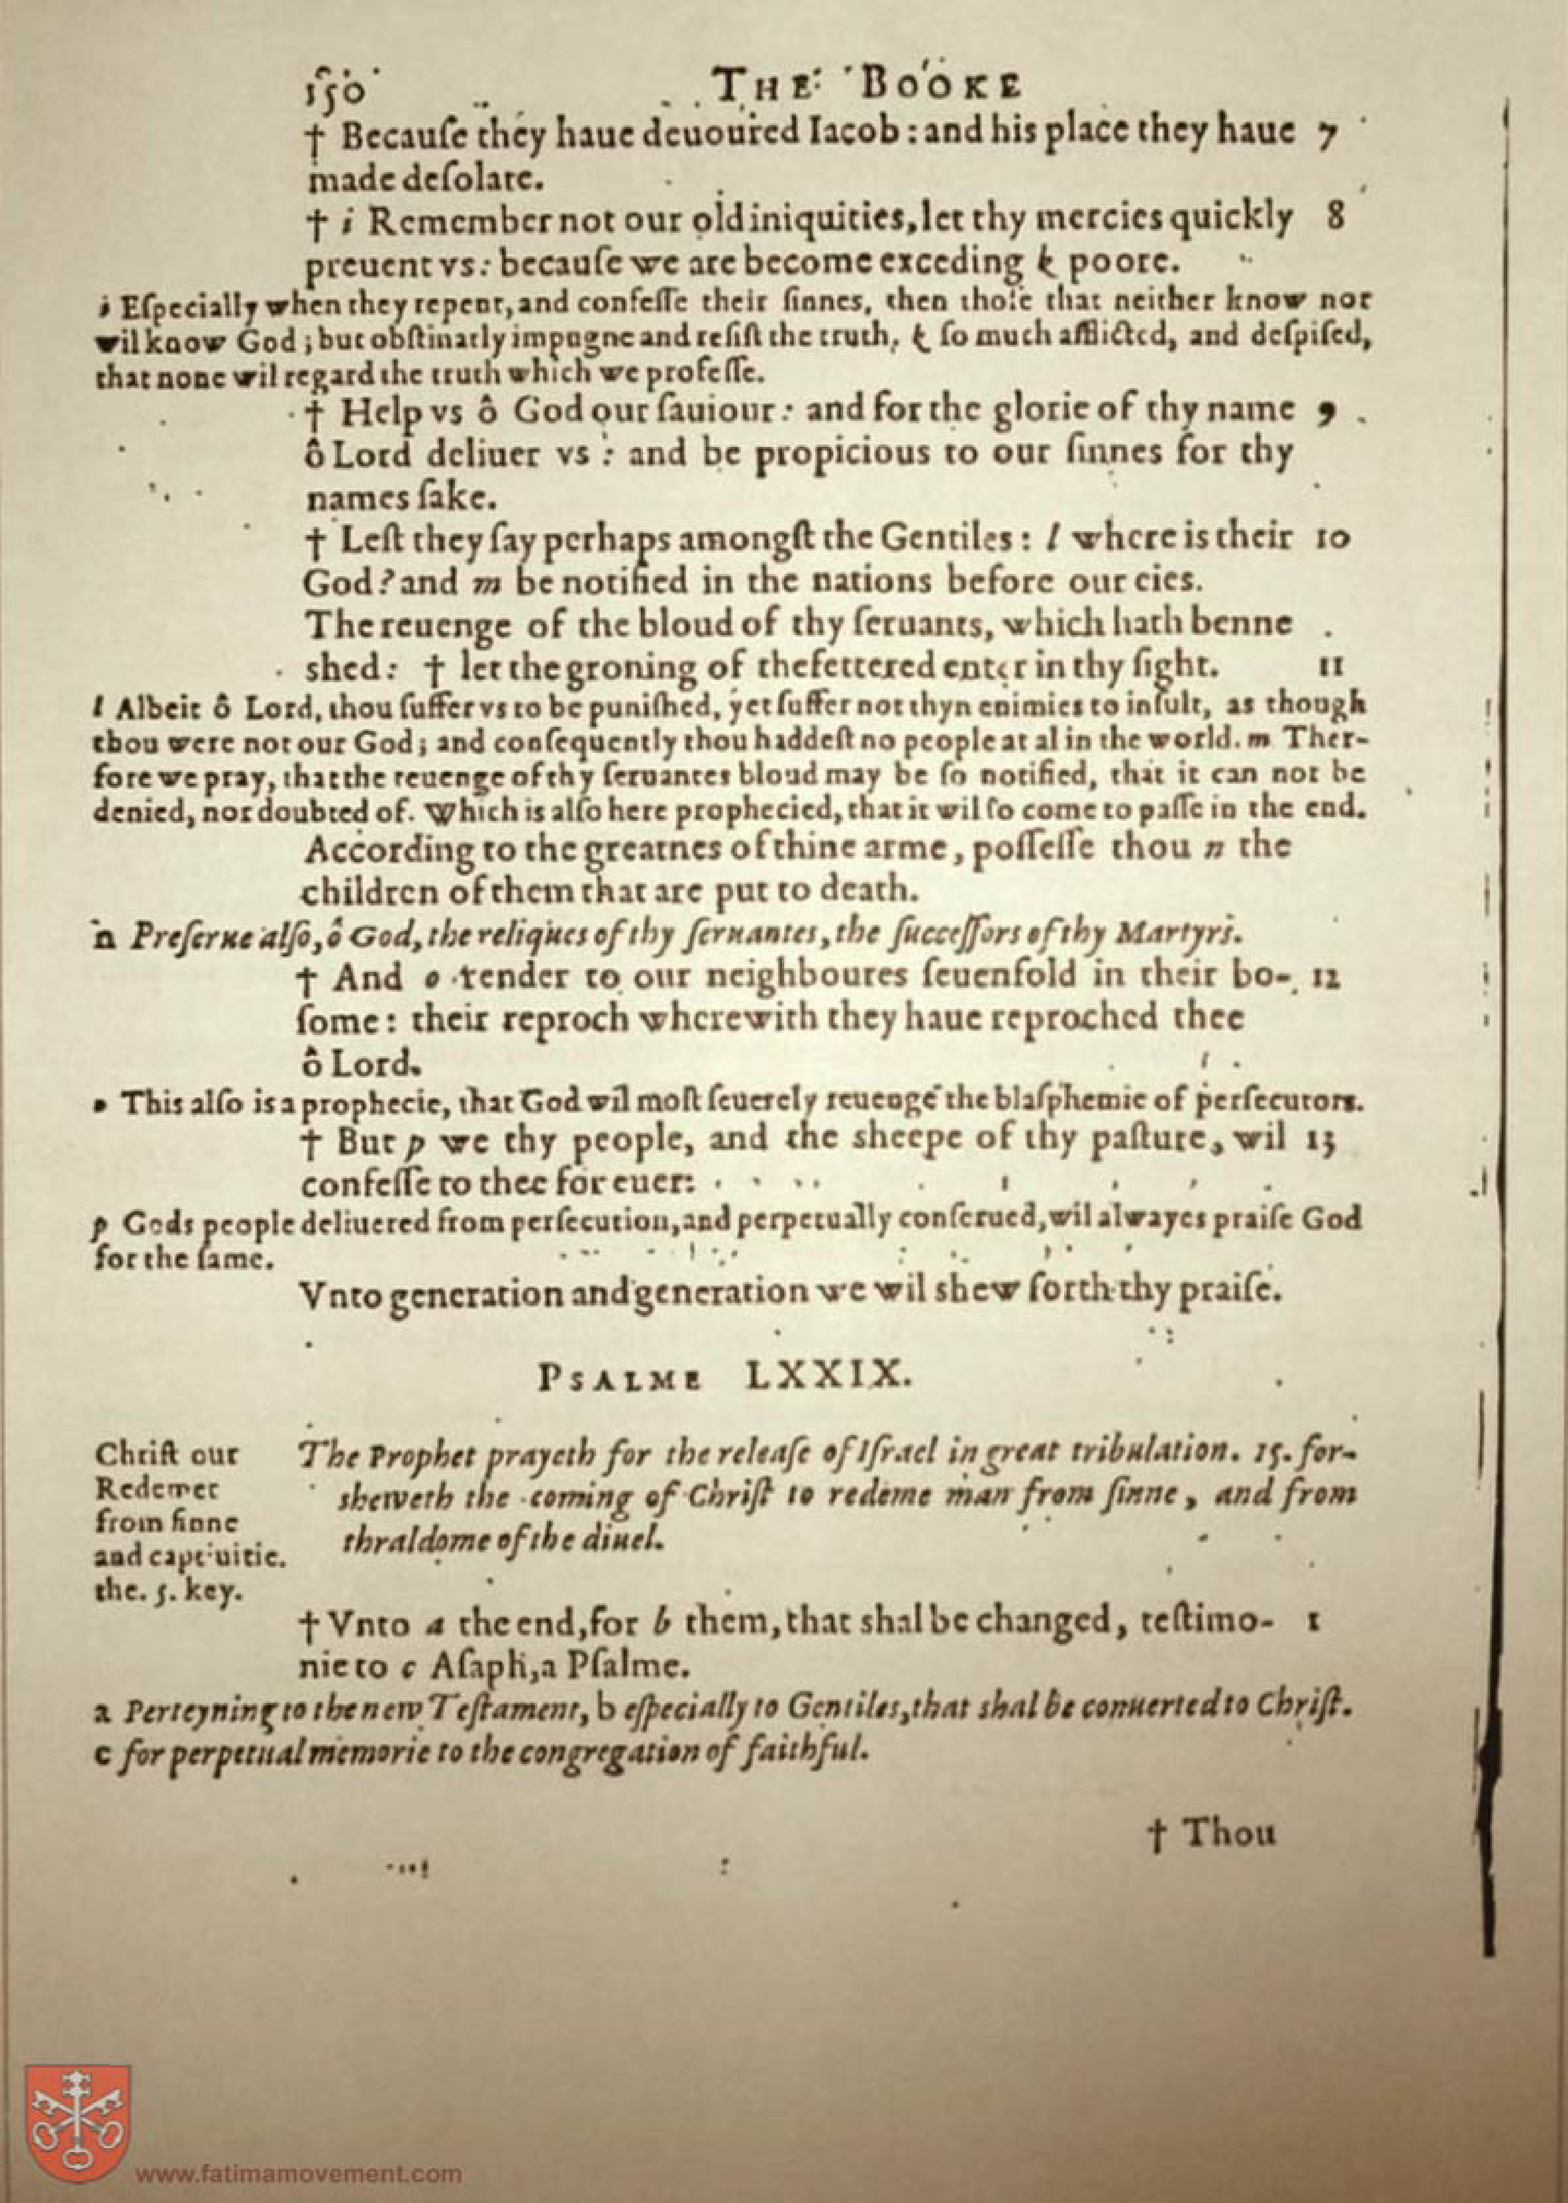 150 THE BOOKE
† Becauſe they haue deuoured Iacob: and his place they haue 7
made deſolate.
† i Remember not our old iniquities, let thy mercies quickly 8
preuent vs: becauſe we are become exceding k poore.
i Eſpecially when they repent, and confeſſe their ſinnes, then thoſe that neither know nor
wil know God; but obſtinatly impugne and reſiſt the truth, k ſo much afflicted, and deſpiſed,
that none wil regard the truth which we profeſſe.
† Help vs ô God our ſauiour: and for the glorie of thy name 9
ô Lord deliuer vs: and be propicious to our ſinnes for thy
names ſake.
† Leſt they ſay perhaps amongſt the Gentiles: l where is their 10
God? and m be notified in the nations before our eies.
The reuenge of the bloud of thy ſeruants, which hath benne
shed: † let the groning of the fettered enter in thy ſight. 11
l Albeit ô Lord, thou ſuffer vs to be puniſhed, yet ſuffer not thyn enimies to inſult, as though
thou were not our God; and conſequently thou haddeſt no people at al in the world. m Ther-
fore we pray, that the reuenge of thy ſeruantes bloud may be ſo notified, that it can not be
denied, nor doubted of. Which is alſo here prophecied, that it wil ſo come to paſſe in the end.
According to the greatnes of thine arme, poſſeſſe thou n the
children of them that are put to death.
n Preſerue alſo, ô God, the reliques of thy ſeruantes, the ſucceſſors of thy Martyrs.
† And o render to our neighboures ſeuenfold in their bo- 12
ſome: their reproch wherewith they haue reproched thee
ô Lord.
o This alſo is a prophecie, that God wil moſt ſeuerely reuenge the blaſphemie of perſecutors.
† But p we thy people, and the sheepe of thy paſture, wil 13
confeſſe to thee for euer:
p Gods people deliuered from perſecution, and perpetually conſerued, wil alwayes praiſe God
for the ſame.
Vnto generation and generation we wil shew forth thy praiſe.
PSALME LXXIX.
Chriſt our
Redemer
from ſinne
and captiuitie.
the. 5. key.
The Prophet prayeth for the releaſe of Iſrael in great tribulation. 15. for-
sheweth the coming of Chriſt to redeme man from ſinne, and from
thraldome of the diuel.
† Vnto a the end, for b them, that shal be changed, teſtimo- 1
nie to c Aſaph, a Pſalme.
a Perteyning to the new Teſtament, b eſpecially to Gentiles, that shal be conuerted to Chriſt.
c for perpetual memorie to the congregation of faithful.
† Thou
www.fatimamovement.com